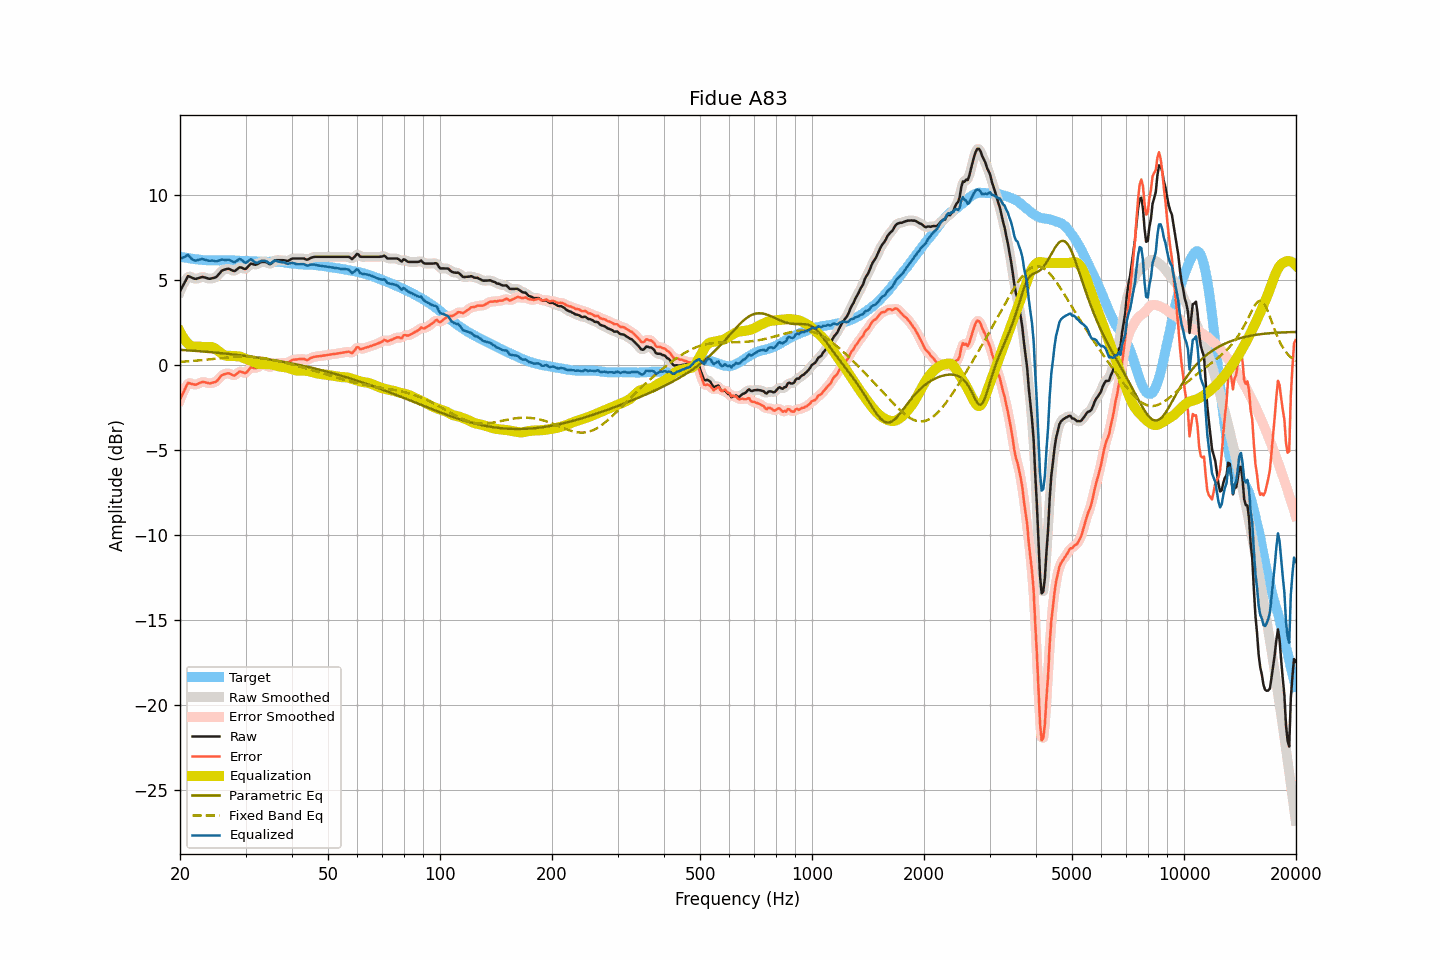 Fidue A83
Amplitude (dBr)
10
5
0
−5
−10
−15
−20
−25
Target
Raw Smoothed
Error Smoothed
Raw
Error
Equalization
Parametric Eq
Fixed Band Eq
Equalized
20 50 100 200 500 1000 2000 5000 10000 20000
Frequency (Hz)